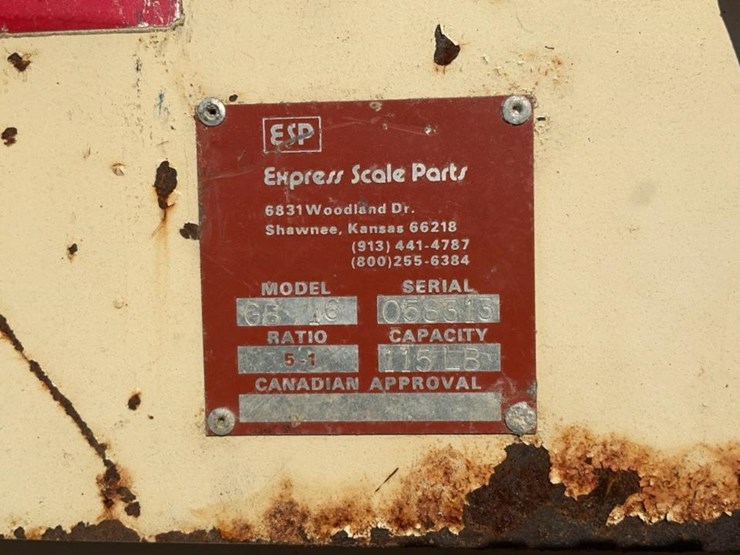 ESP
Express Scale Parts
6831 Woodland Dr.
Shawnee, Kansas 66218
(913) 441-4787
(800)255-6384
MODEL SERIAL
RATIO CAPACITY
5-1 115 LB
CANADIAN APPROVAL